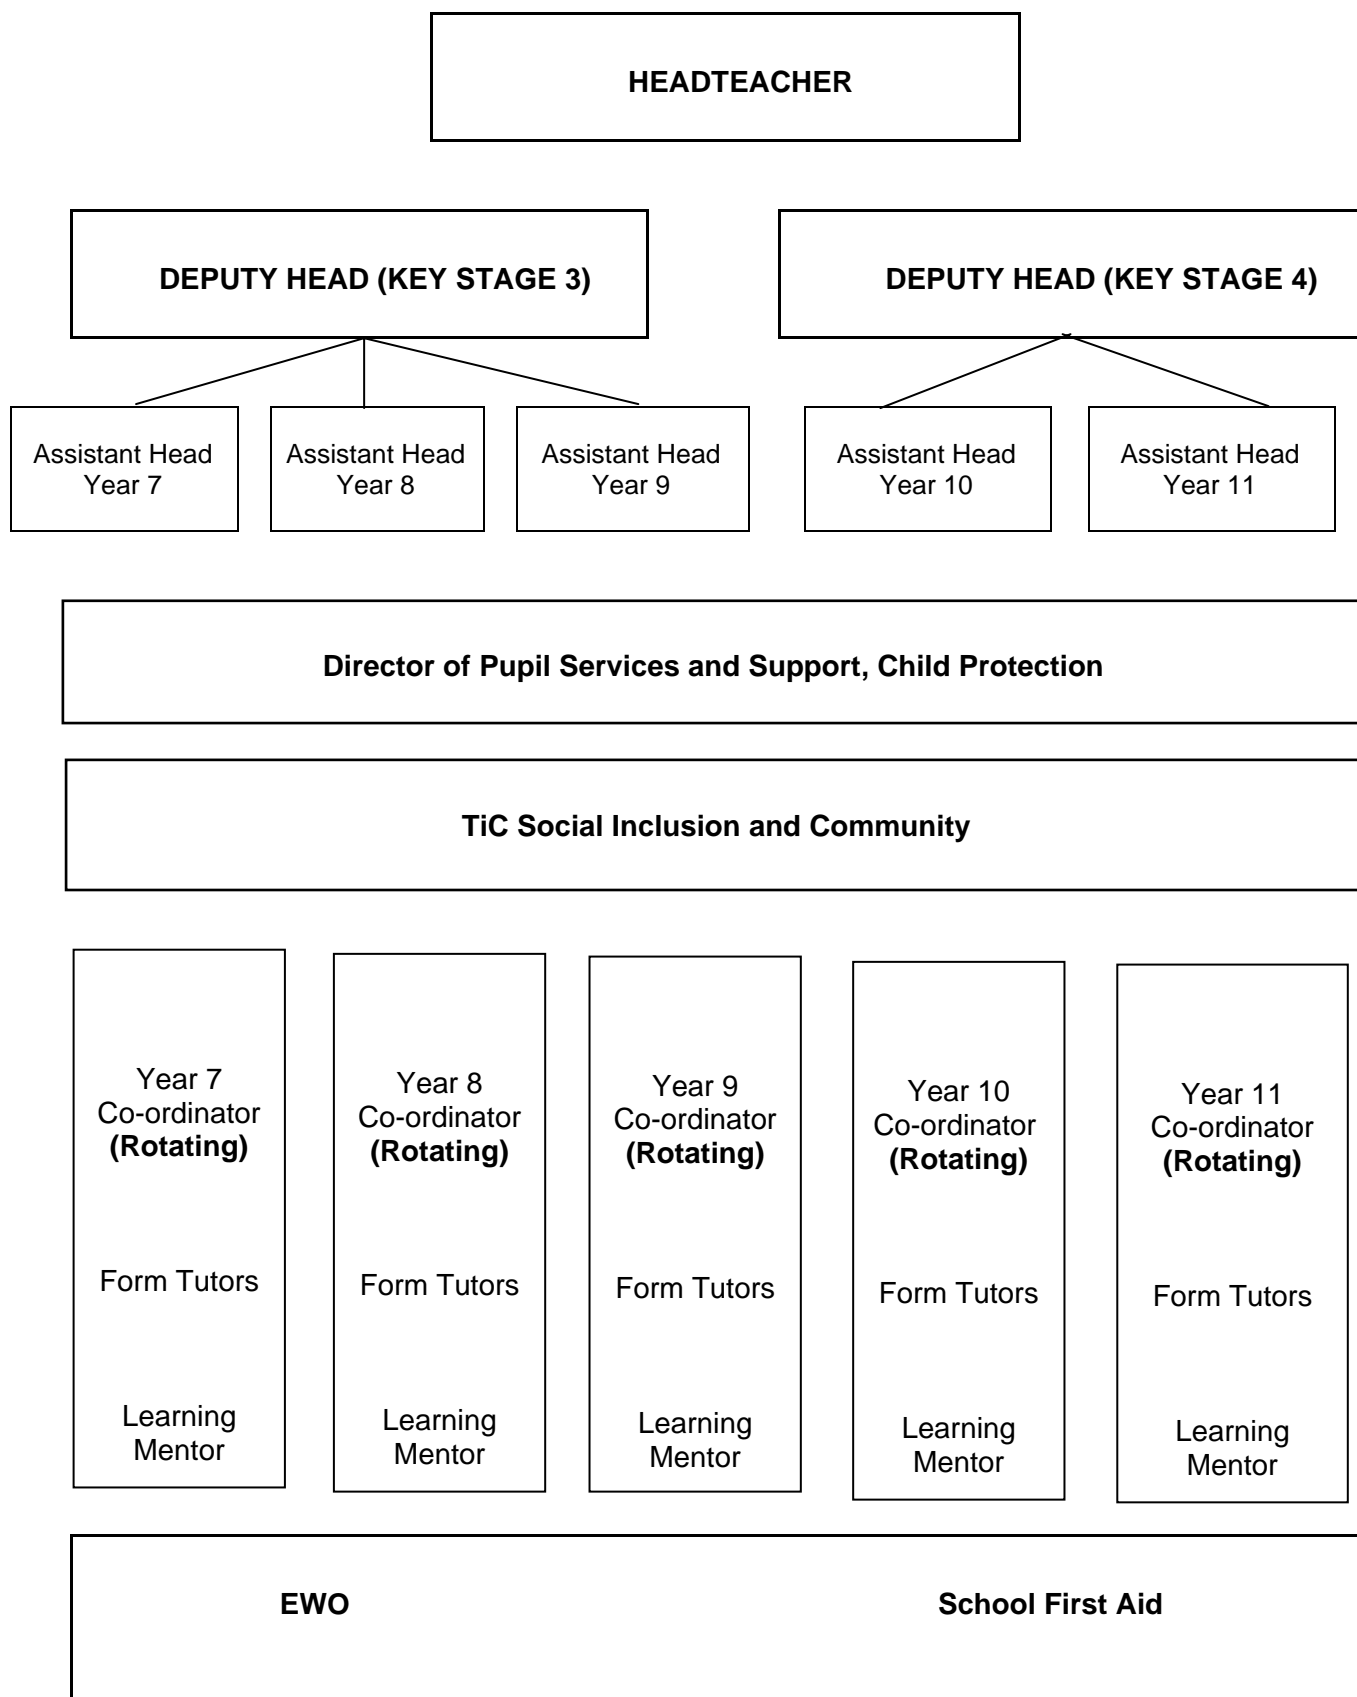 HEADTEACHER
DEPUTY HEAD (KEY STAGE 3)
DEPUTY HEAD (KEY STAGE 4)
Assistant Head
Year 7
Assistant Head
Year 8
Assistant Head
Year 9
Assistant Head
Year 10
Assistant Head
Year 11
Director of Pupil Services and Support, Child Protection
TiC Social Inclusion and Community
Year 7
Co-ordinator
(Rotating)
Form Tutors
Learning
Mentor
Year 8
Co-ordinator
(Rotating)
Form Tutors
Learning
Mentor
Year 9
Co-ordinator
(Rotating)
Form Tutors
Learning
Mentor
Year 10
Co-ordinator
(Rotating)
Form Tutors
Learning
Mentor
Year 11
Co-ordinator
(Rotating)
Form Tutors
Learning
Mentor
EWO
School First Aid